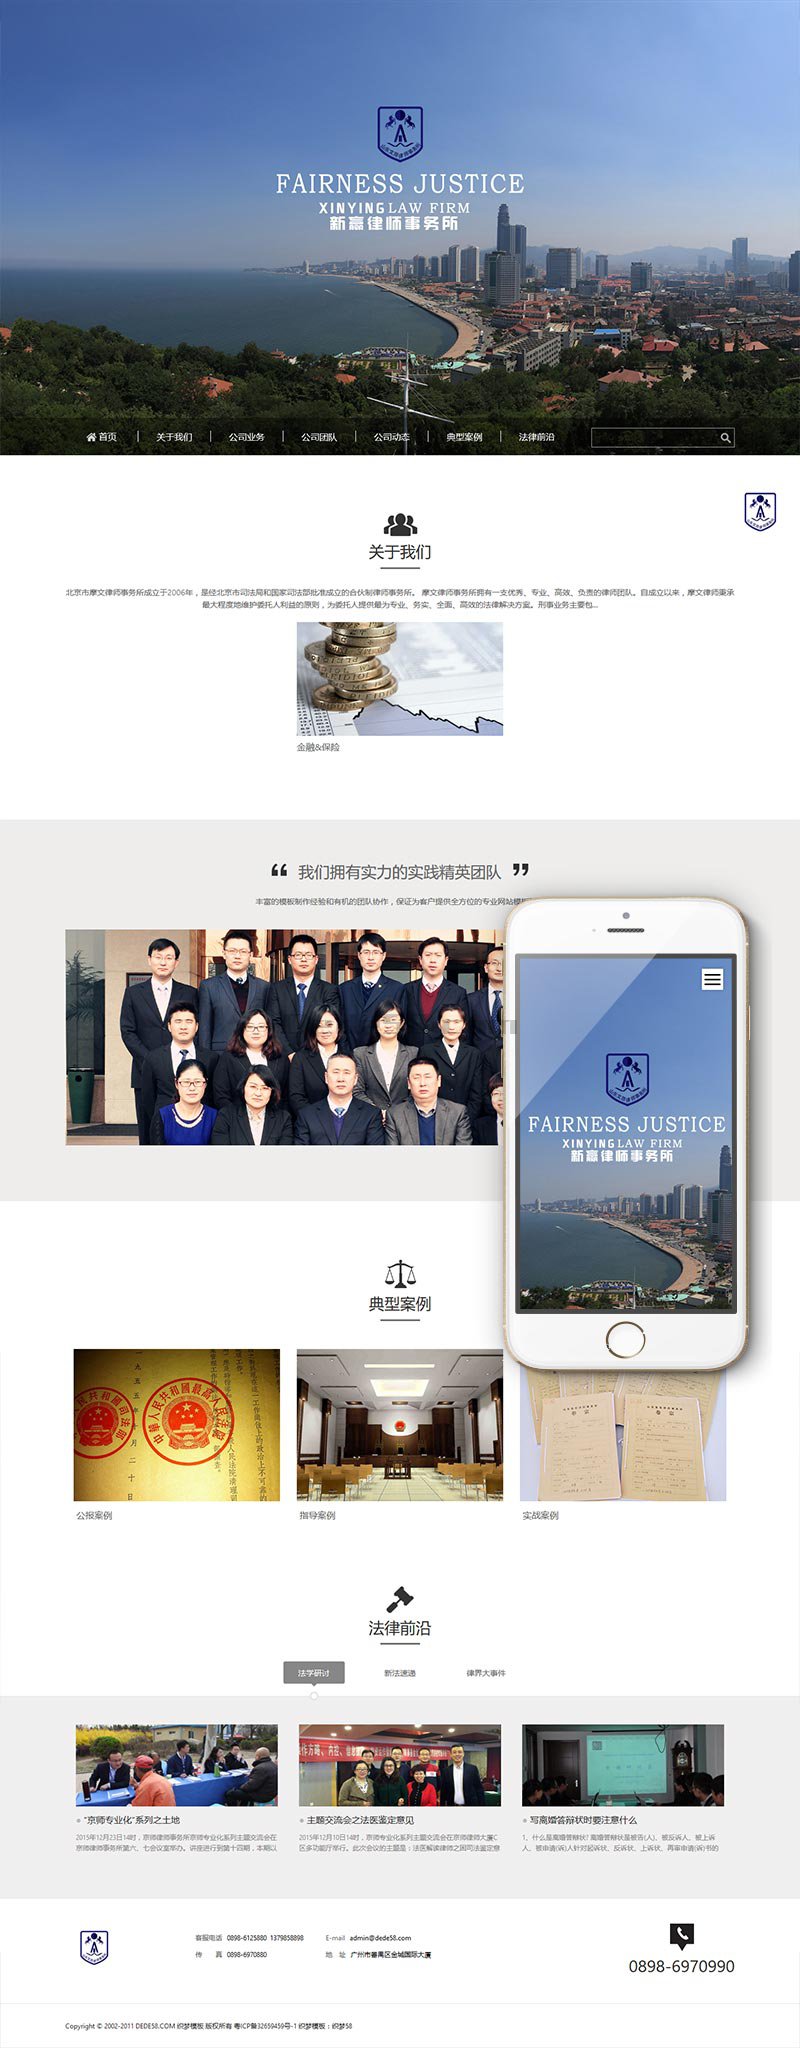 FAIRNESS JUSTICE
XINYING LAW FIRM
新赢律师事务所
首页
关于我们
公司业务
公司团队
公司动态
典型案例
法律前沿
关于我们
北京市摩文律师事务所成立于2006年，是经北京市司法局和国家司法部批准成立的合伙制律师事务所。 摩文律师事务所拥有一支优秀、专业、高效、负责的律师团队。自成立以来，摩文律师秉承
最大程度地维护委托人利益的原则，为委托人提供最为专业、务实、全面、高效的法律解决方案。刑事业务主要包...
金融&保险
“ 我们拥有实力的实践精英团队 ”
丰富的模板制作经验和有机的团队协作，保证为客户提供全方位的专业网站模
FAIRNESS JUSTICE
XINYING LAW FIRM
新赢律师事务所
典型案例
公报案例
指导案例
实战案例
法律前沿
法学研讨
新法速递
律界大事件
“京师专业化”系列之土地
2015年12月23日14时，京师律师事务所京师专业化系列主题交流会在
京师律师事务所第六、七会议室举办。讲座进行到第十四期，本期以
主题交流会之法医鉴定意见
2015年12月10日14时，京师专业化系列主题交流会在京师律师大厦C
区多功能厅举行。此次会议的主题是：法医解读律师之困司法鉴定意
写离婚答辩状时要注意什么
1、什么是离婚答辩状? 离婚答辩状是被告(人)、被反诉人、被上诉
人、被申请(诉)人针对起诉状、反诉状、上诉状、再审申请(诉)书的
客服电话 0898-6125880 1379858898
E-mail admin@dede58.com
传 真 0898-6970880
地 址 广州市番禺区金城国际大厦
0898-6970990
Copyright © 2002-2011 DEDE58.COM 织梦模板 版权所有 粤ICP备32659459号-1 织梦模板：织梦58